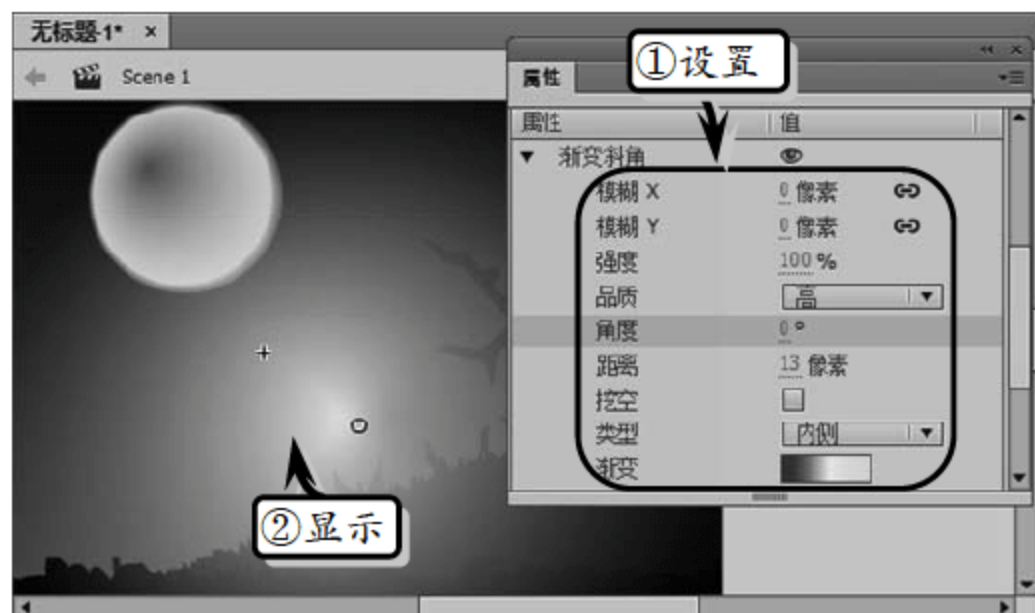 无标题-1* ×
Scene 1
①设置
属性
属性 值
渐变斜角
模糊 X 0 像素
模糊 Y 0 像素
强度 100 %
品质 高
角度 0 °
距离 13 像素
挖空
类型 内侧
渐变
②显示